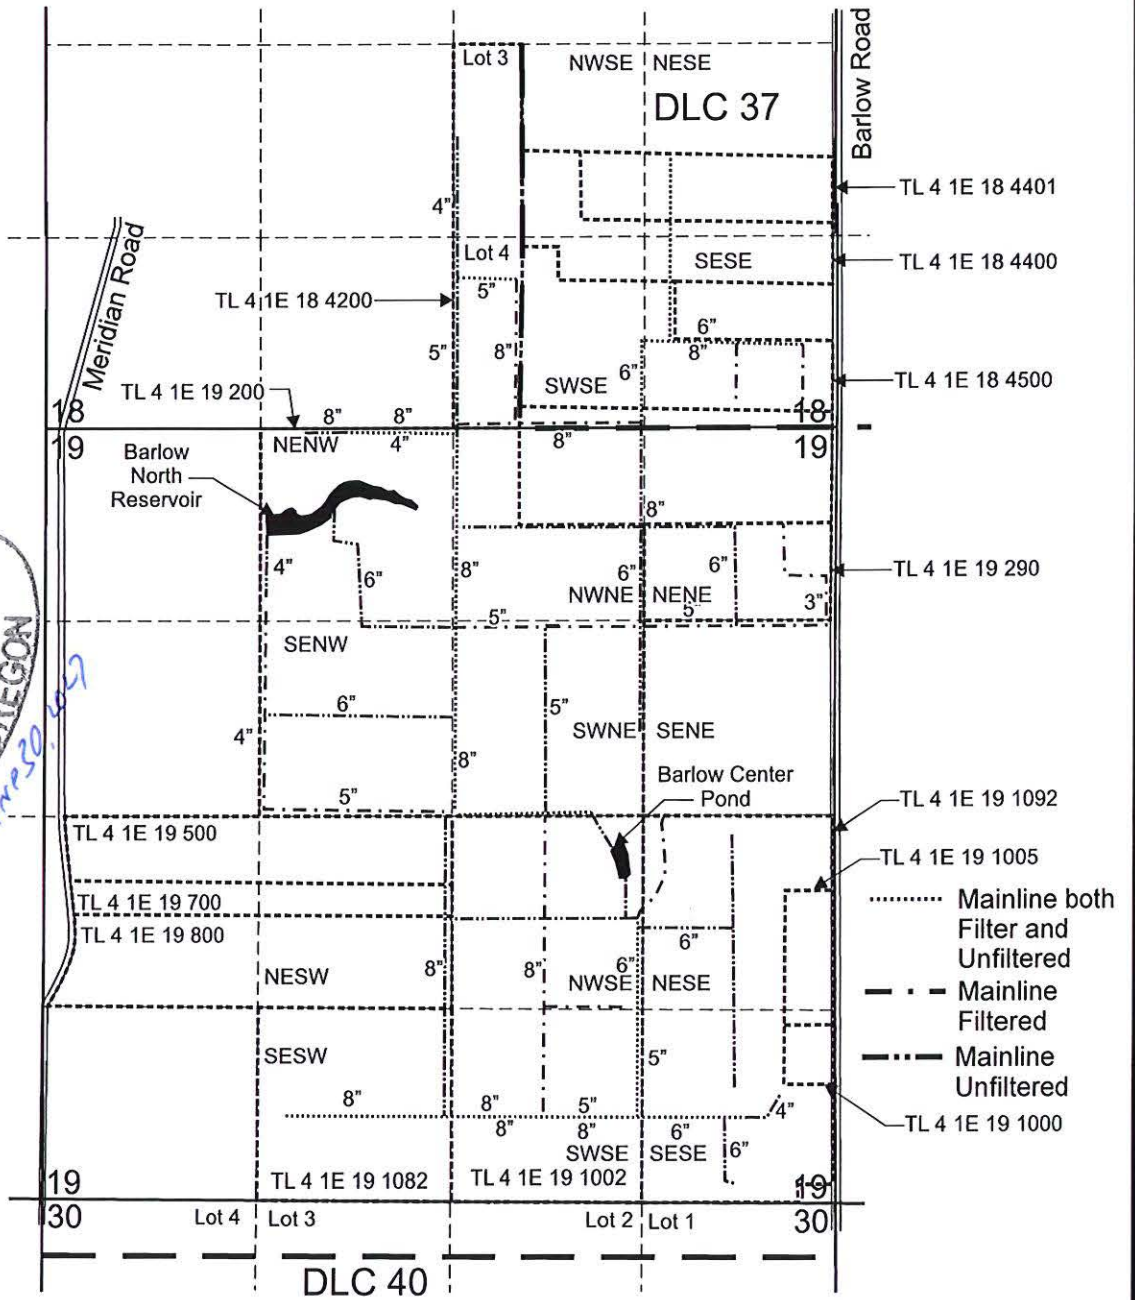 Lot 3
NWSE
NESE
DLC 37
Barlow Road
TL 4 1E 18 4401
4"
Lot 4
SESE
TL 4 1E 18 4400
Meridian Road
TL 4 1E 18 4200
5"
6"
5"
8"
6"
8"
TL 4 1E 18 4500
TL 4 1E 19 200
SWSE
18
8"
8"
18
19
NENW
4"
8"
19
Barlow
North
Reservoir
8"
4"
6"
8"
6"
6"
TL 4 1E 19 290
NWNE
NENE
3"
5"
5"
SENW
6"
5"
4"
SWNE
SENE
8"
Barlow Center
Pond
5"
TL 4 1E 19 1092
TL 4 1E 19 500
TL 4 1E 19 1005
TL 4 1E 19 700
TL 4 1E 19 800
Mainline both
Filter and
Unfiltered
6"
NESW
8"
8"
6"
NWSE
NESE
Mainline
Filtered
SESW
5"
Mainline
Unfiltered
8"
8"
5"
4"
TL 4 1E 19 1000
8"
8"
6"
SWSE
SESE
6"
19
TL 4 1E 19 1082
TL 4 1E 19 1002
19
30
Lot 4
Lot 3
Lot 2
Lot 1
30
DLC 40